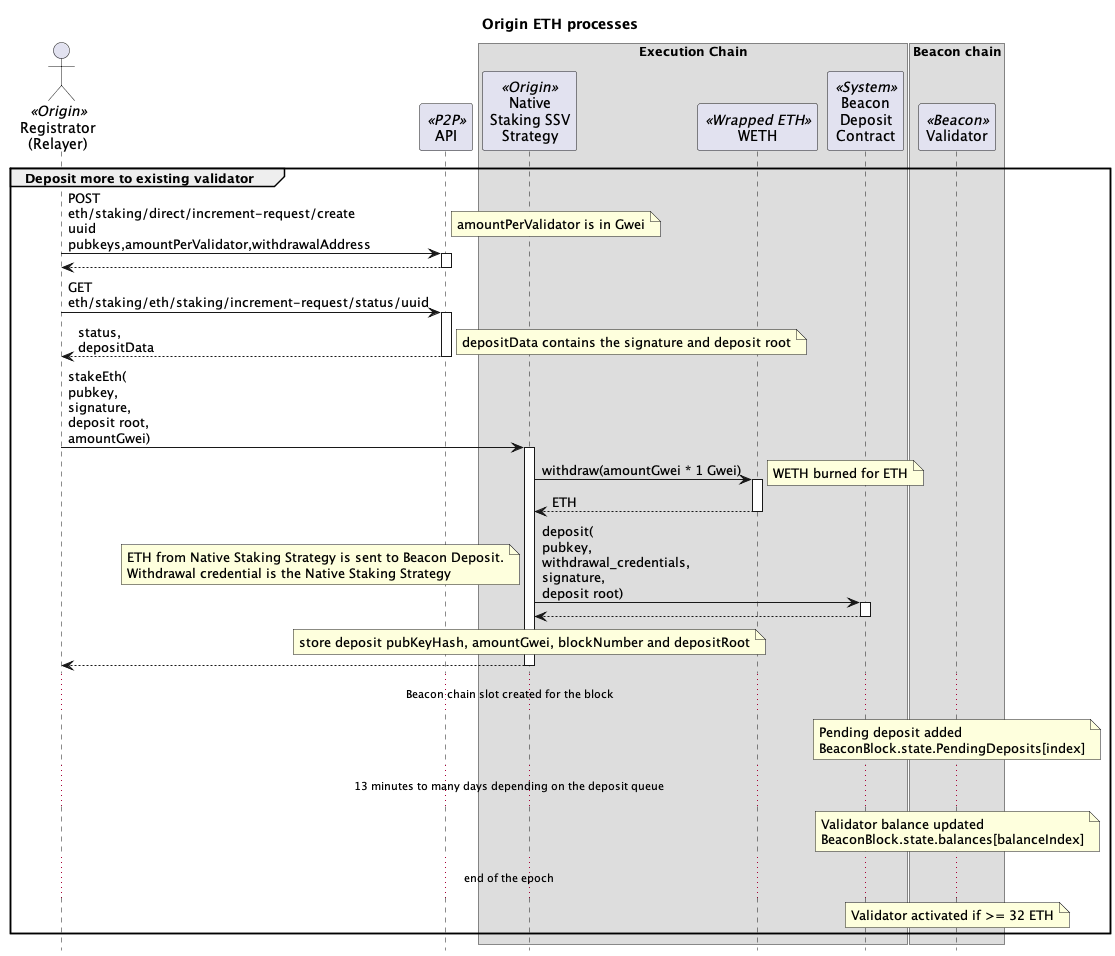 Origin ETH processes
Execution Chain
Beacon chain
«Origin»
Registrator
(Relayer)
«P2P»
API
«Origin»
Native
Staking SSV
Strategy
«Wrapped ETH»
WETH
«System»
Beacon
Deposit
Contract
«Beacon»
Validator
Deposit more to existing validator
POST
eth/staking/direct/increment-request/create
uuid
pubkeys,amountPerValidator,withdrawalAddress
amountPerValidator is in Gwei
GET
eth/staking/eth/staking/increment-request/status/uuid
status,
depositData
depositData contains the signature and deposit root
stakeEth(
pubkey,
signature,
deposit root,
amountGwei)
withdraw(amountGwei * 1 Gwei)
WETH burned for ETH
ETH
deposit(
pubkey,
withdrawal_credentials,
signature,
deposit root)
ETH from Native Staking Strategy is sent to Beacon Deposit.
Withdrawal credential is the Native Staking Strategy
store deposit pubKeyHash, amountGwei, blockNumber and depositRoot
Beacon chain slot created for the block
Pending deposit added
BeaconBlock.state.PendingDeposits[index]
13 minutes to many days depending on the deposit queue
Validator balance updated
BeaconBlock.state.balances[balanceIndex]
end of the epoch
Validator activated if >= 32 ETH